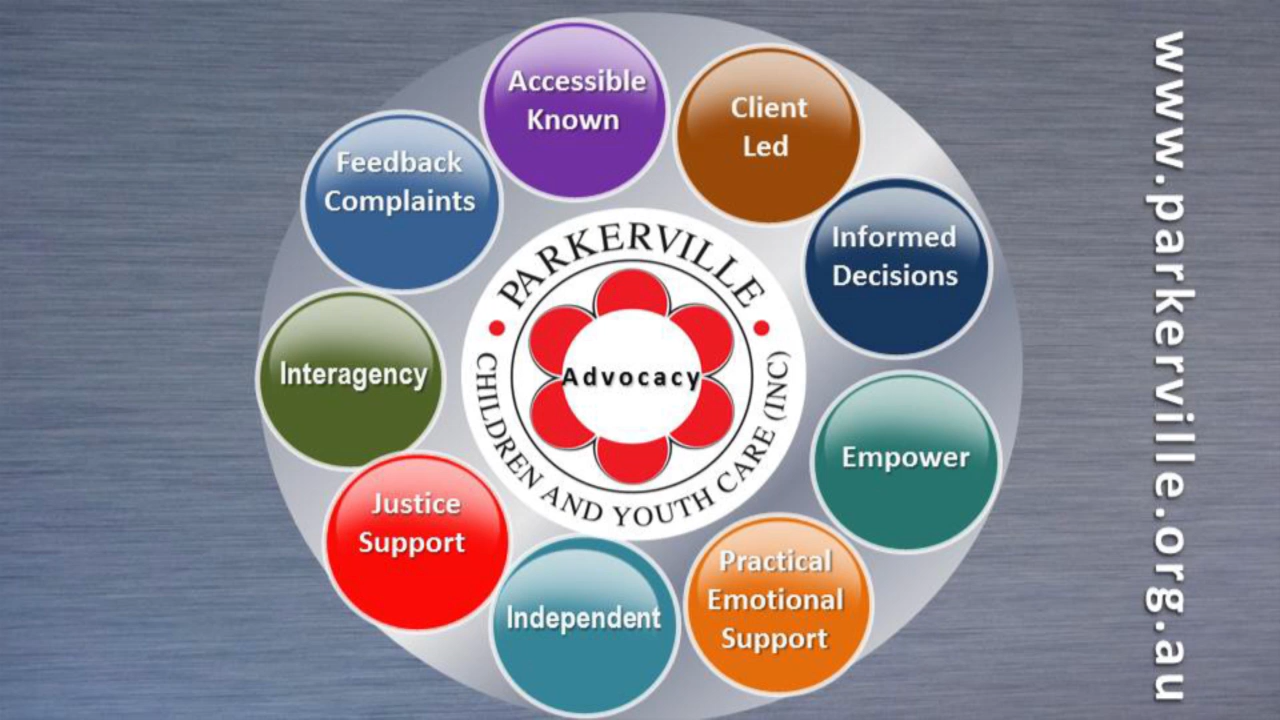 Accessible
Known
Client
Led
Informed
Decisions
Empower
Practical
Emotional
Support
Independent
Justice
Support
Interagency
Feedback
Complaints
PARKERVILLE
CHILDREN AND YOUTH CARE (INC)
Advocacy
www.parkerville.org.au